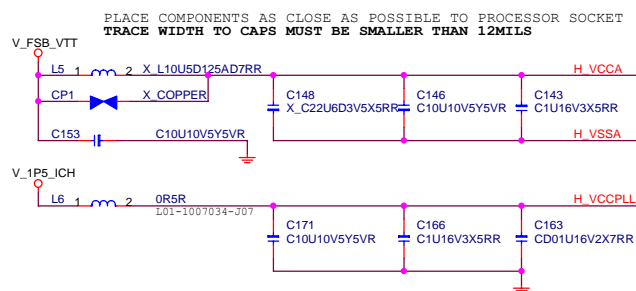 PLACE COMPONENTS AS CLOSE AS POSSIBLE TO PROCESSOR SOCKET
TRACE WIDTH TO CAPS MUST BE SMALLER THAN 12MILS
V_FSB_VTT
L5 1 2 X_L10U5D125AD7RR H_VCCA
CP1 X_COPPER
C148 C146 C143
X_C22U6D3V5X5RR C10U10V5Y5VR C1U16V3X5RR
C153 C10U10V5Y5VR H_VSSA
V_1P5_ICH
L6 1 2 0R5R H_VCCPLL
L01-1007034-J07
C171 C166 C163
C10U10V5Y5VR C1U16V3X5RR CD01U16V2X7RR